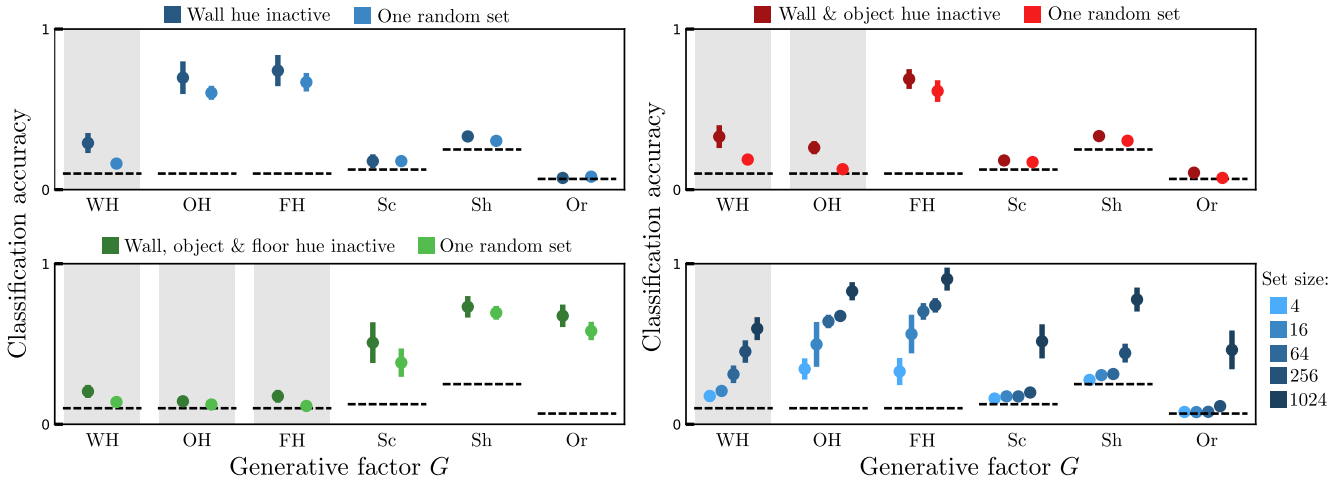 Wall hue inactive One random set
Wall & object hue inactive One random set
Classification accuracy
1
0
WH OH FH Sc Sh Or
Classification accuracy
1
0
WH OH FH Sc Sh Or
Wall, object & floor hue inactive One random set
1
0
WH OH FH Sc Sh Or
Generative factor G
1
0
WH OH FH Sc Sh Or
Generative factor G
Set size:
4
16
64
256
1024